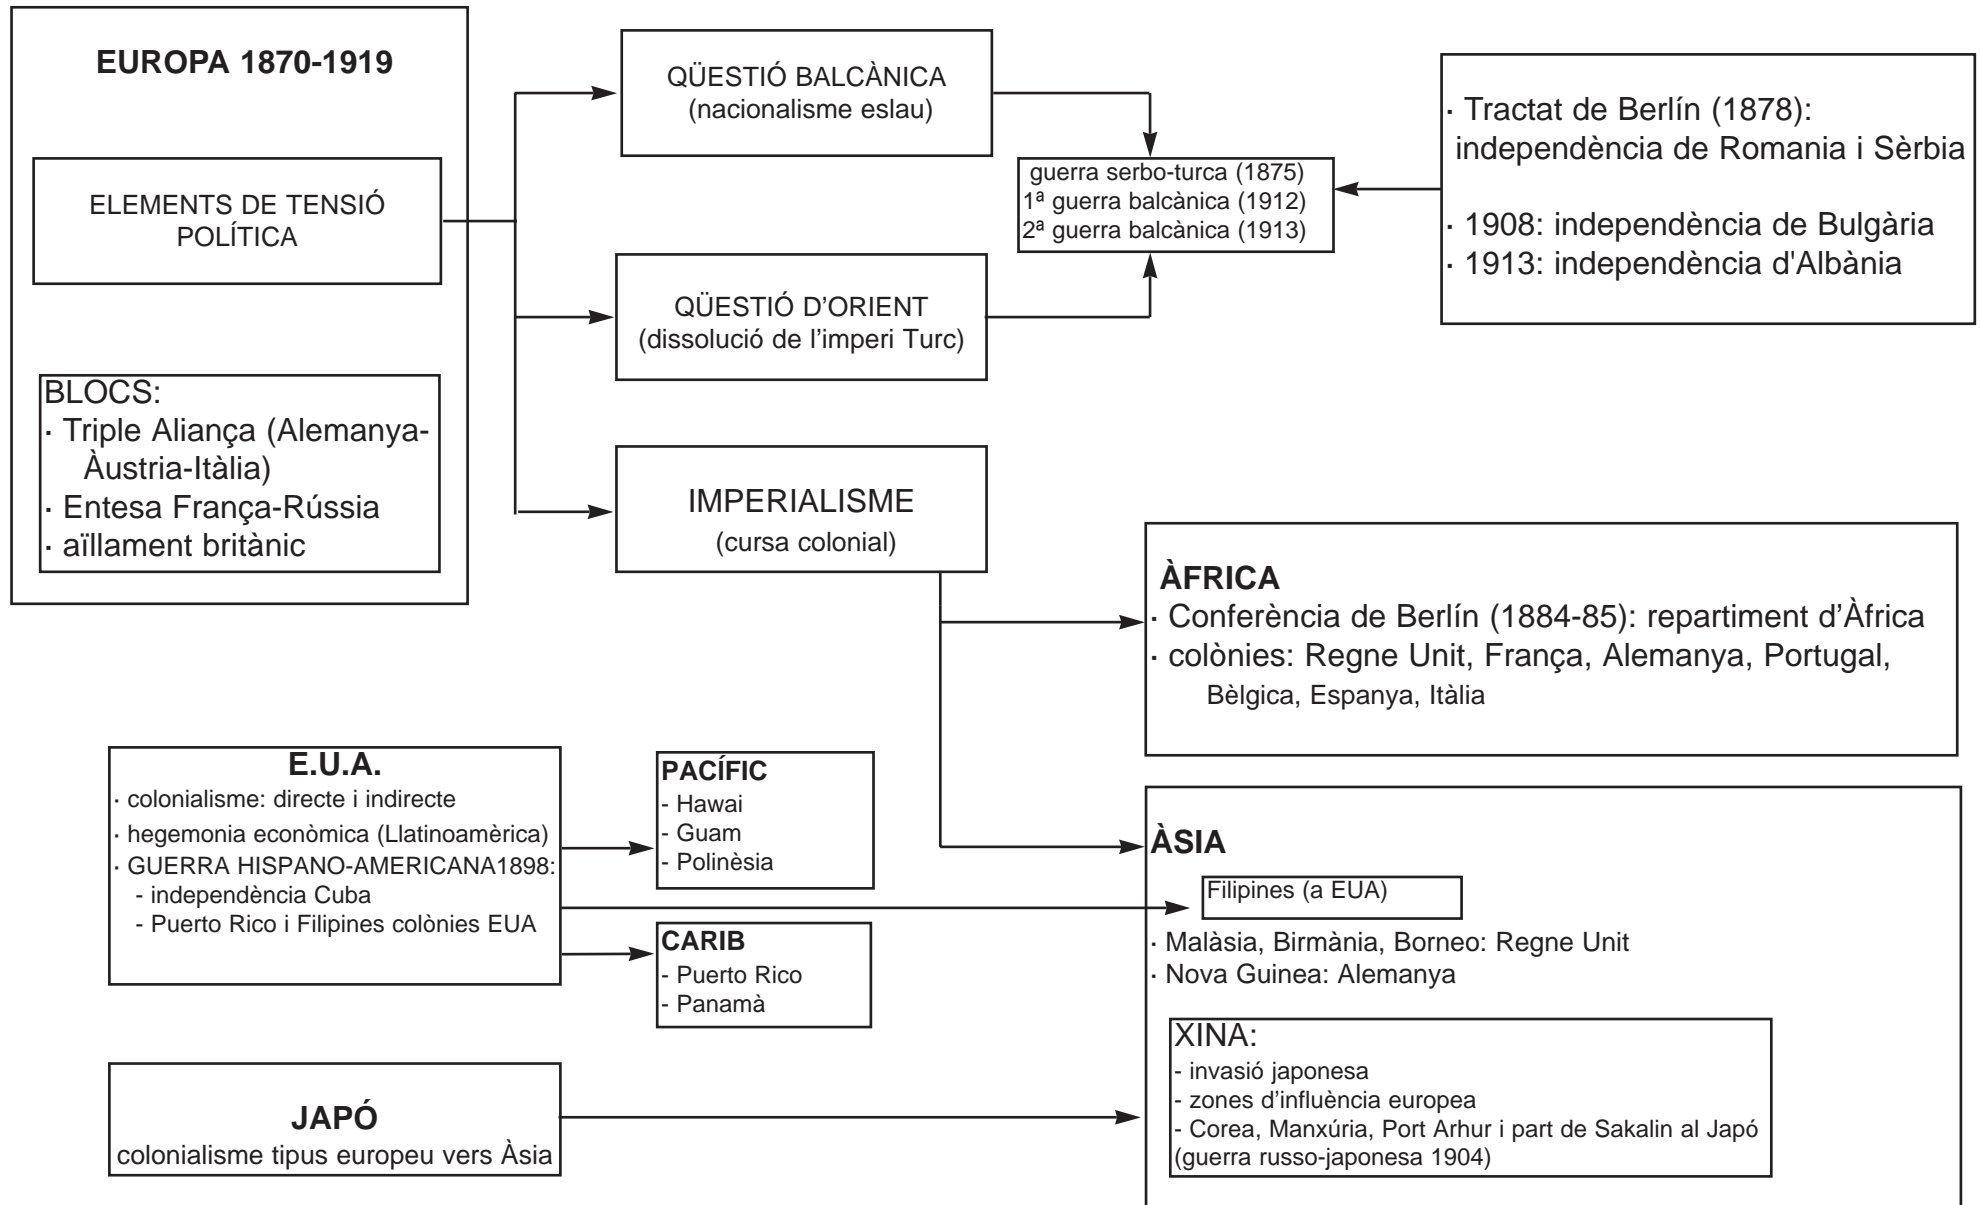 EUROPA 1870-1919
ELEMENTS DE TENSIÓ
POLÍTICA
BLOCS:
· Triple Aliança (Alemanya-
Àustria-Itàlia)
· Entesa França-Rússia
· aïllament britànic
QÜESTIÓ BALCÀNICA
(nacionalisme eslau)
QÜESTIÓ D’ORIENT
(dissolució de l’imperi Turc)
IMPERIALISME
(cursa colonial)
guerra serbo-turca (1875)
1ª guerra balcànica (1912)
2ª guerra balcànica (1913)
· Tractat de Berlín (1878):
independència de Romania i Sèrbia
· 1908: independència de Bulgària
· 1913: independència d'Albània
ÀFRICA
· Conferència de Berlín (1884-85): repartiment d’Àfrica
· colònies: Regne Unit, França, Alemanya, Portugal,
Bèlgica, Espanya, Itàlia
E.U.A.
· colonialisme: directe i indirecte
· hegemonia econòmica (Llatinoamèrica)
· GUERRA HISPANO-AMERICANA1898:
- independència Cuba
- Puerto Rico i Filipines colònies EUA
PACÍFIC
- Hawai
- Guam
- Polinèsia
CARIB
- Puerto Rico
- Panamà
ÀSIA
Filipines (a EUA)
· Malàsia, Birmània, Borneo: Regne Unit
· Nova Guinea: Alemanya
XINA:
- invasió japonesa
- zones d’influència europea
- Corea, Manxúria, Port Arhur i part de Sakalin al Japó
(guerra russo-japonesa 1904)
JAPÓ
colonialisme tipus europeu vers Àsia